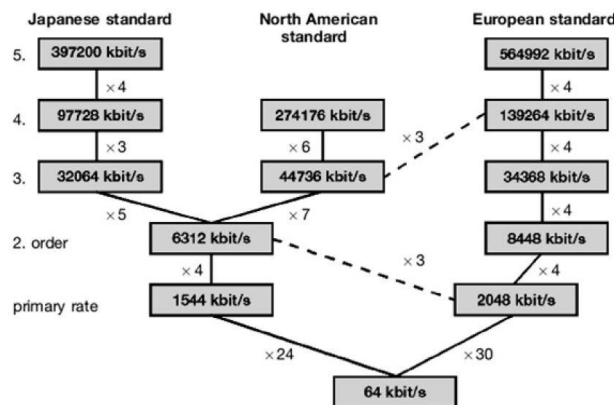 Japanese standard
North American
standard
European standard
5.
397200 kbit/s
564992 kbit/s
×4
×4
4.
97728 kbit/s
274176 kbit/s
139264 kbit/s
×3
×6
×3
×4
3.
32064 kbit/s
44736 kbit/s
34368 kbit/s
×5
×7
×4
2. order
6312 kbit/s
8448 kbit/s
×4
×3
×4
primary rate
1544 kbit/s
2048 kbit/s
×24
×30
64 kbit/s